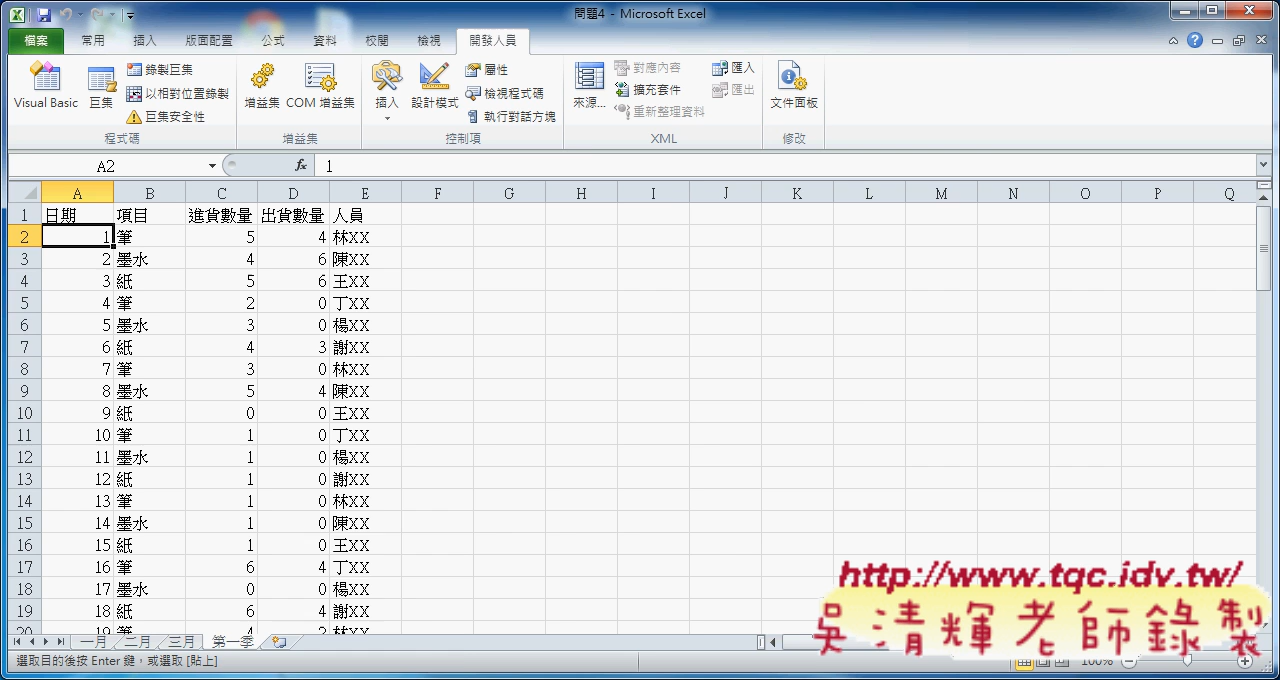 問題4 - Microsoft Excel
檔案 常用 插入 版面配置 公式 資料 校閱 檢視 開發人員
Visual Basic 巨集 錄製巨集 以相對位置錄製 巨集安全性 程式碼
增益集 COM 增益集 增益集
插入 設計模式 屬性 檢視程式碼 執行對話方塊 控制項
來源... 對應內容 擴充套件 重新整理資料 匯入 匯出 XML
文件面板 修改
A2 fx 1
A B C D E F G H I J K L M N O P Q
1 日期 項目 進貨數量 出貨數量 人員
2 1 筆 5 4 林XX
3 2 墨水 4 6 陳XX
4 3 紙 5 6 王XX
5 4 筆 2 0 丁XX
6 5 墨水 3 0 楊XX
7 6 紙 4 3 謝XX
8 7 筆 3 0 林XX
9 8 墨水 5 4 陳XX
10 9 紙 0 0 王XX
11 10 筆 1 0 丁XX
12 11 墨水 1 0 楊XX
13 12 紙 1 0 謝XX
14 13 筆 1 0 林XX
15 14 墨水 1 0 陳XX
16 15 紙 1 0 王XX
17 16 筆 6 4 丁XX
18 17 墨水 0 0 楊XX
19 18 紙 6 4 謝XX
20 19 筆 4 2 林XX
一月 二月 三月 第一季
選取目的後按 Enter 鍵，或選取 [貼上]
100%
http://www.tqc.idv.tw/
吳清輝老師錄製